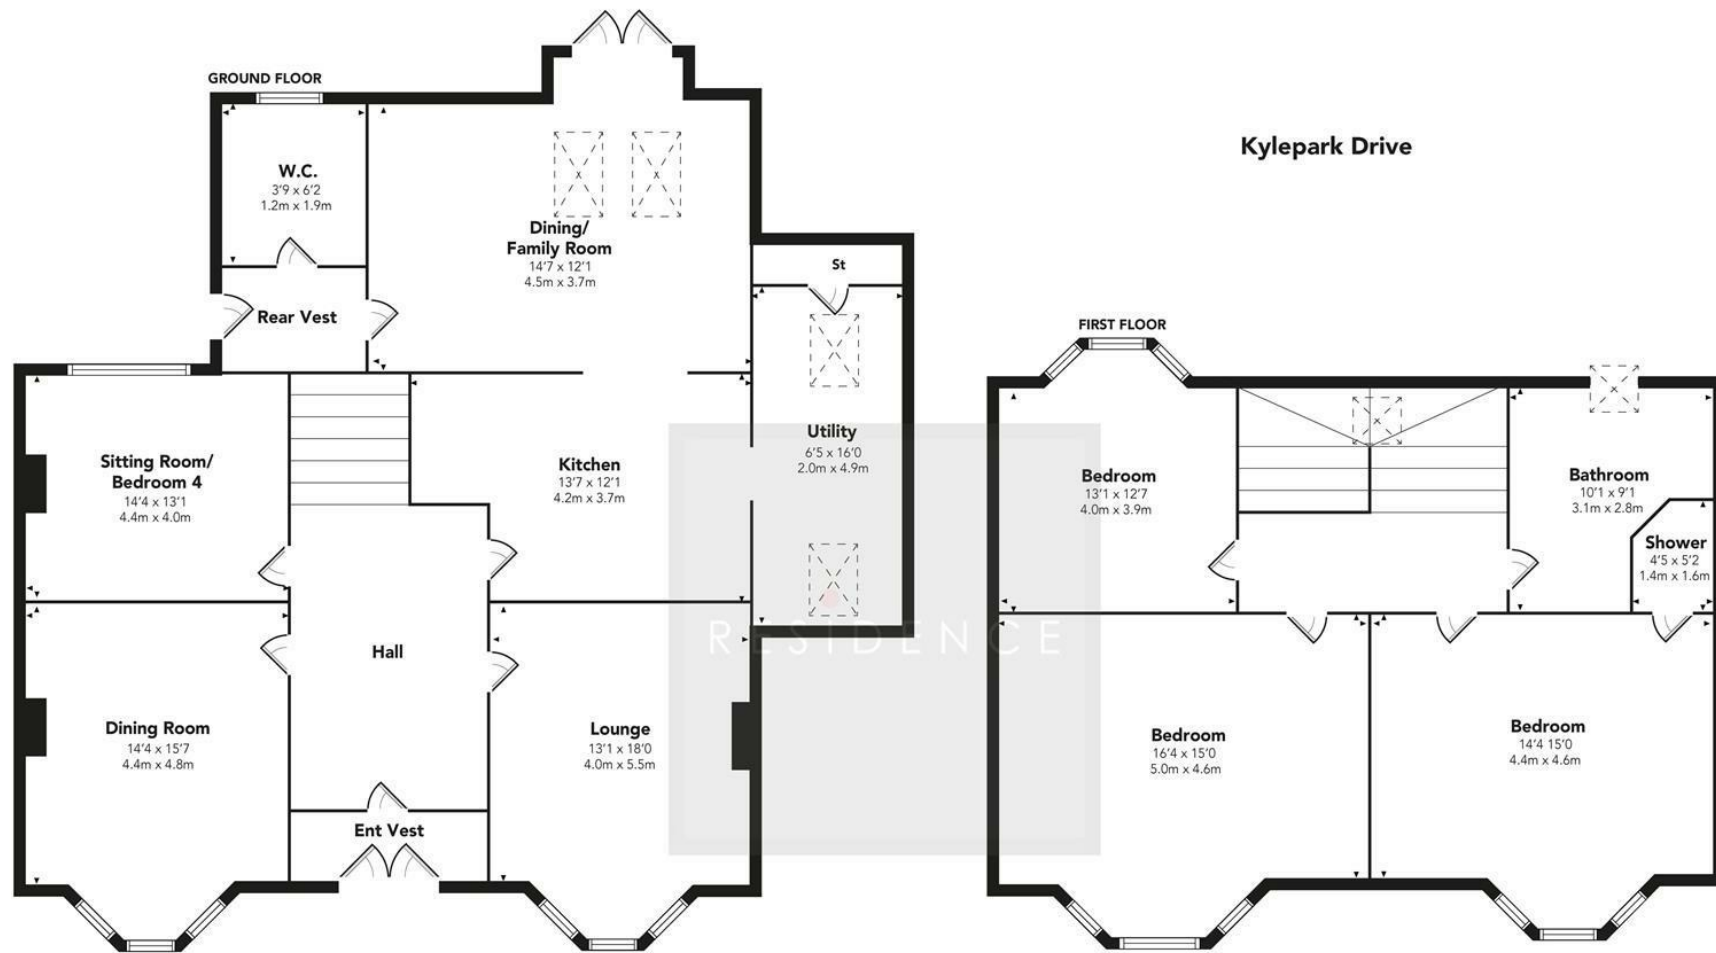 GROUND FLOOR
W.C.
3'9 x 6'2
1.2m x 1.9m
Dining/
Family Room
14'7 x 12'1
4.5m x 3.7m
Rear Vest
St
Sitting Room/
Bedroom 4
14'4 x 13'1
4.4m x 4.0m
Kitchen
13'7 x 12'1
4.2m x 3.7m
Utility
6'5 x 16'0
2.0m x 4.9m
Hall
Dining Room
14'4 x 15'7
4.4m x 4.8m
Lounge
13'1 x 18'0
4.0m x 5.5m
Ent Vest
RESIDENCE
Kylepark Drive
FIRST FLOOR
Bedroom
13'1 x 12'7
4.0m x 3.9m
Bathroom
10'1 x 9'1
3.1m x 2.8m
Shower
4'5 x 5'2
1.4m x 1.6m
Bedroom
16'4 x 15'0
5.0m x 4.6m
Bedroom
14'4 15'0
4.4m x 4.6m